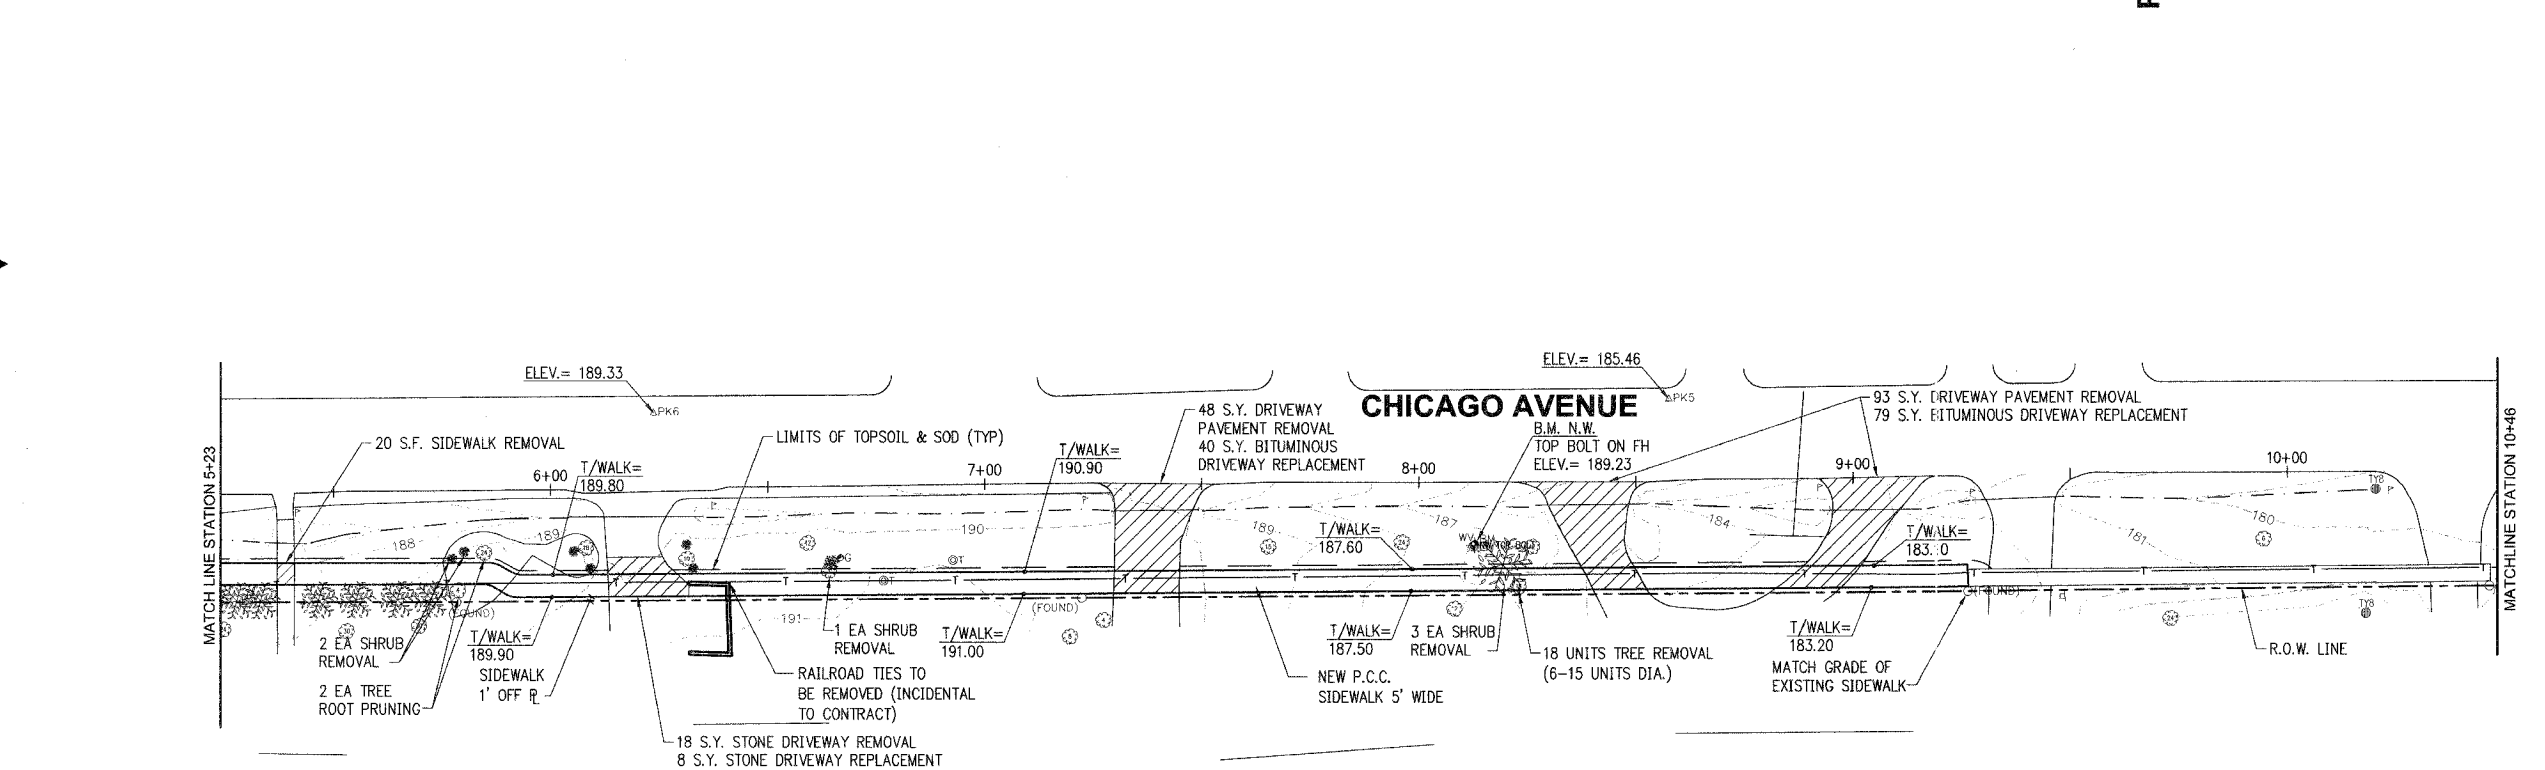 ELEV.= 189.33
PK6
ELEV.= 185.46
PK5
CHICAGO AVENUE
MATCH LINE STATION 5+23
MATCHLINE STATION 10+46
20 S.F. SIDEWALK REMOVAL
LIMITS OF TOPSOIL & SOD (TYP)
48 S.Y. DRIVEWAY
PAVEMENT REMOVAL
40 S.Y. BITUMINOUS
DRIVEWAY REPLACEMENT
B.M. N.W.
TOP BOLT ON FH
ELEV.= 189.23
93 S.Y. DRIVEWAY PAVEMENT REMOVAL
79 S.Y. BITUMINOUS DRIVEWAY REPLACEMENT
6+00
7+00
8+00
9+00
10+00
T/WALK=
189.80
T/WALK=
190.90
T/WALK=
187.60
T/WALK=
188
189
190
189
187
184
181
180
191
TY8
TY8
(FOUND)
2 EA SHRUB
REMOVAL
2 EA TREE
ROOT PRUNING
T/WALK=
189.90
SIDEWALK
1' OFF PL
1 EA SHRUB
REMOVAL
T/WALK=
191.00
RAILROAD TIES TO
BE REMOVED (INCIDENTAL
TO CONTRACT)
18 S.Y. STONE DRIVEWAY REMOVAL
8 S.Y. STONE DRIVEWAY REPLACEMENT
NEW P.C.C.
SIDEWALK 5' WIDE
T/WALK=
187.50
3 EA SHRUB
REMOVAL
18 UNITS TREE REMOVAL
(6-15 UNITS DIA.)
T/WALK=
183.20
MATCH GRADE OF
EXISTING SIDEWALK
R.O.W. LINE